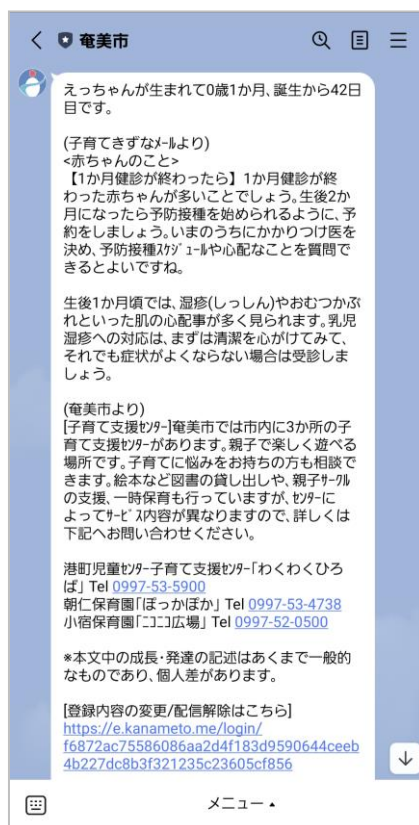 奄美市
えっちゃんが生まれて0歳1か月、誕生から42日
目です。
(子育てきずなﾒｰﾙより)
<赤ちゃんのこと>
【1か月健診が終わったら】1か月健診が終
わった赤ちゃんが多いことでしょう。生後2か
月になったら予防接種を始められるように、予
約をしましょう。いまのうちにかかりつけ医を
決め、予防接種ｽｹｼﾞｭｰﾙや心配なことを質問で
きるとよいですね。
生後1か月頃では、湿疹(しっしん)やおむつかぶ
れといった肌の心配事が多く見られます。乳児
湿疹への対応は、まずは清潔を心がけてみて、
それでも症状がよくならない場合は受診しま
しょう。
(奄美市より)
[子育て支援ｾﾝﾀｰ]奄美市では市内に3か所の子
育て支援ｾﾝﾀｰがあります。親子で楽しく遊べる
場所です。子育てに悩みをお持ちの方も相談で
きます。絵本など図書の貸し出しや、親子ｻｰｸﾙ
の支援、一時保育も行っていますが、ｾﾝﾀｰに
よってｻｰﾋﾞｽ内容が異なりますので、詳しくは
下記へお問い合わせください。
港町児童ｾﾝﾀｰ子育て支援ｾﾝﾀｰ「わくわくひろ
ば」 Tel 0997-53-5900
朝仁保育園「ぽっかぽか」 Tel 0997-53-4738
小宿保育園「ﾆｺﾆｺ広場」 Tel 0997-52-0500
*本文中の成長･発達の記述はあくまで一般的
なものであり、個人差があります。
[登録内容の変更/配信解除はこちら]
https://e.kanameto.me/login/
f6872ac75586086aa2d4f183d9590644ceeb
4b227dc8b3f321235c23605cf856
メニュー